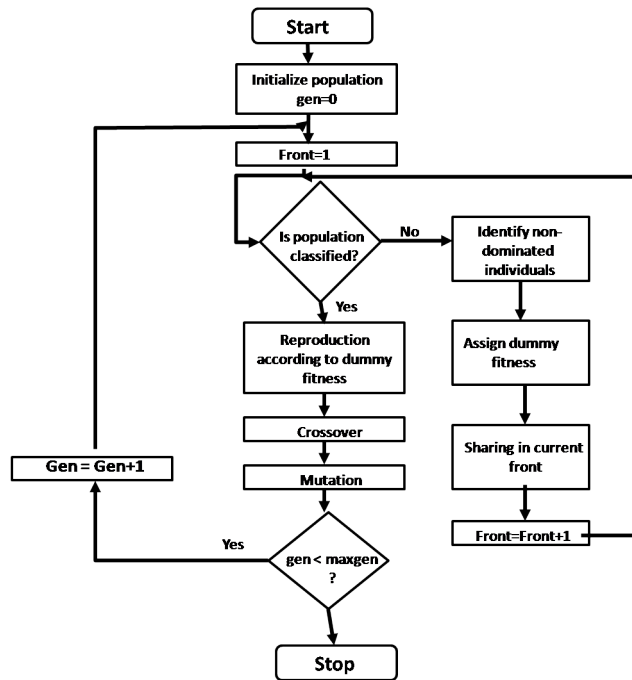 Start
Initialize population
gen=0
Front=1
Is population
classified?
No
Identify non-
dominated
individuals
Yes
Reproduction
according to dummy
fitness
Assign dummy
fitness
Crossover
Sharing in current
front
Gen = Gen+1
Mutation
Front=Front+1
Yes
gen < maxgen
?
Stop